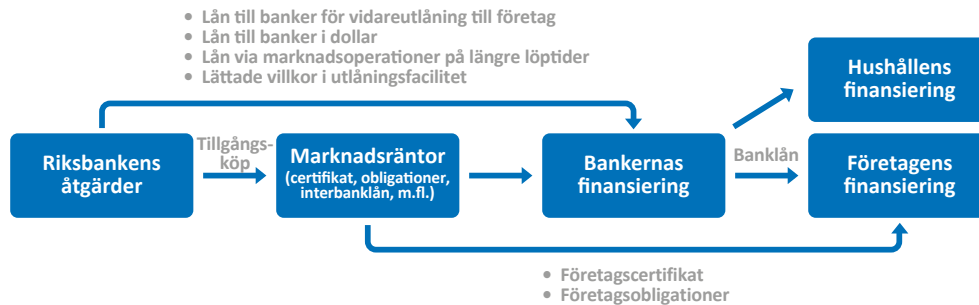 • Lån till banker för vidareutlåning till företag
• Lån till banker i dollar
• Lån via marknadsoperationer på längre löptider
• Lättade villkor i utlåningsfacilitet
Hushållens
finansiering
Riksbankens
åtgärder
Tillgångs-
köp
Marknadsräntor
(certifikat, obligationer,
interbanklån, m.fl.)
Bankernas
finansiering
Banklån
Företagens
finansiering
• Företagscertifikat
• Företagsobligationer